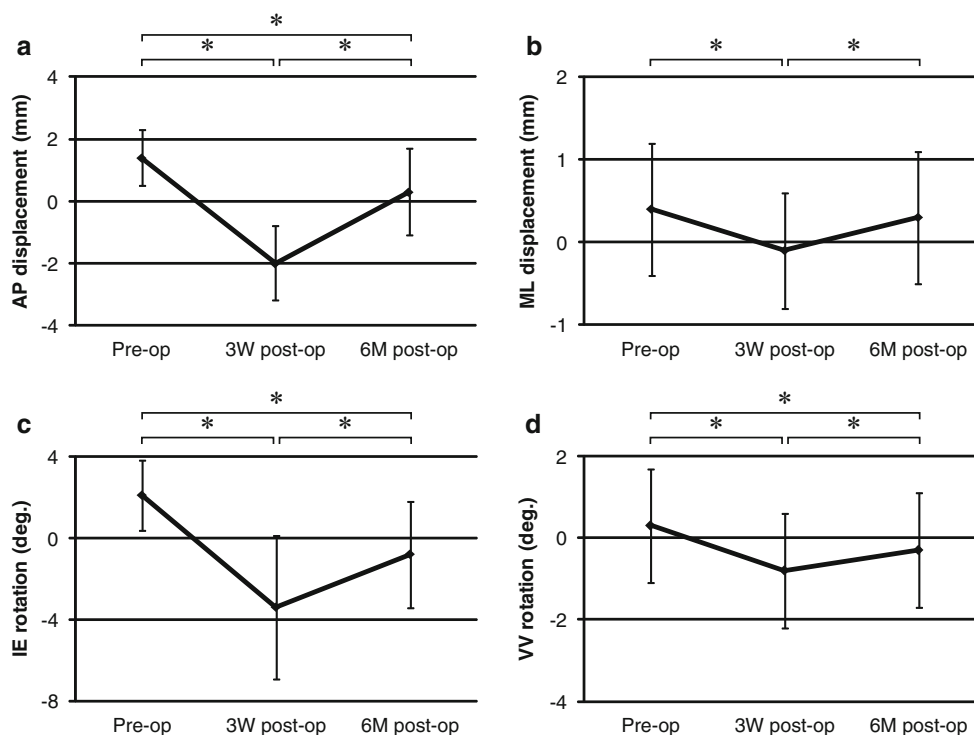 a
*
* *
AP displacement (mm)
4
2
0
-2
-4
Pre-op 3W post-op 6M post-op
b
* *
ML displacement (mm)
2
1
0
-1
Pre-op 3W post-op 6M post-op
c
*
* *
IE rotation (deg.)
4
0
-4
-8
Pre-op 3W post-op 6M post-op
d
*
* *
VV rotation (deg.)
2
0
-2
-4
Pre-op 3W post-op 6M post-op